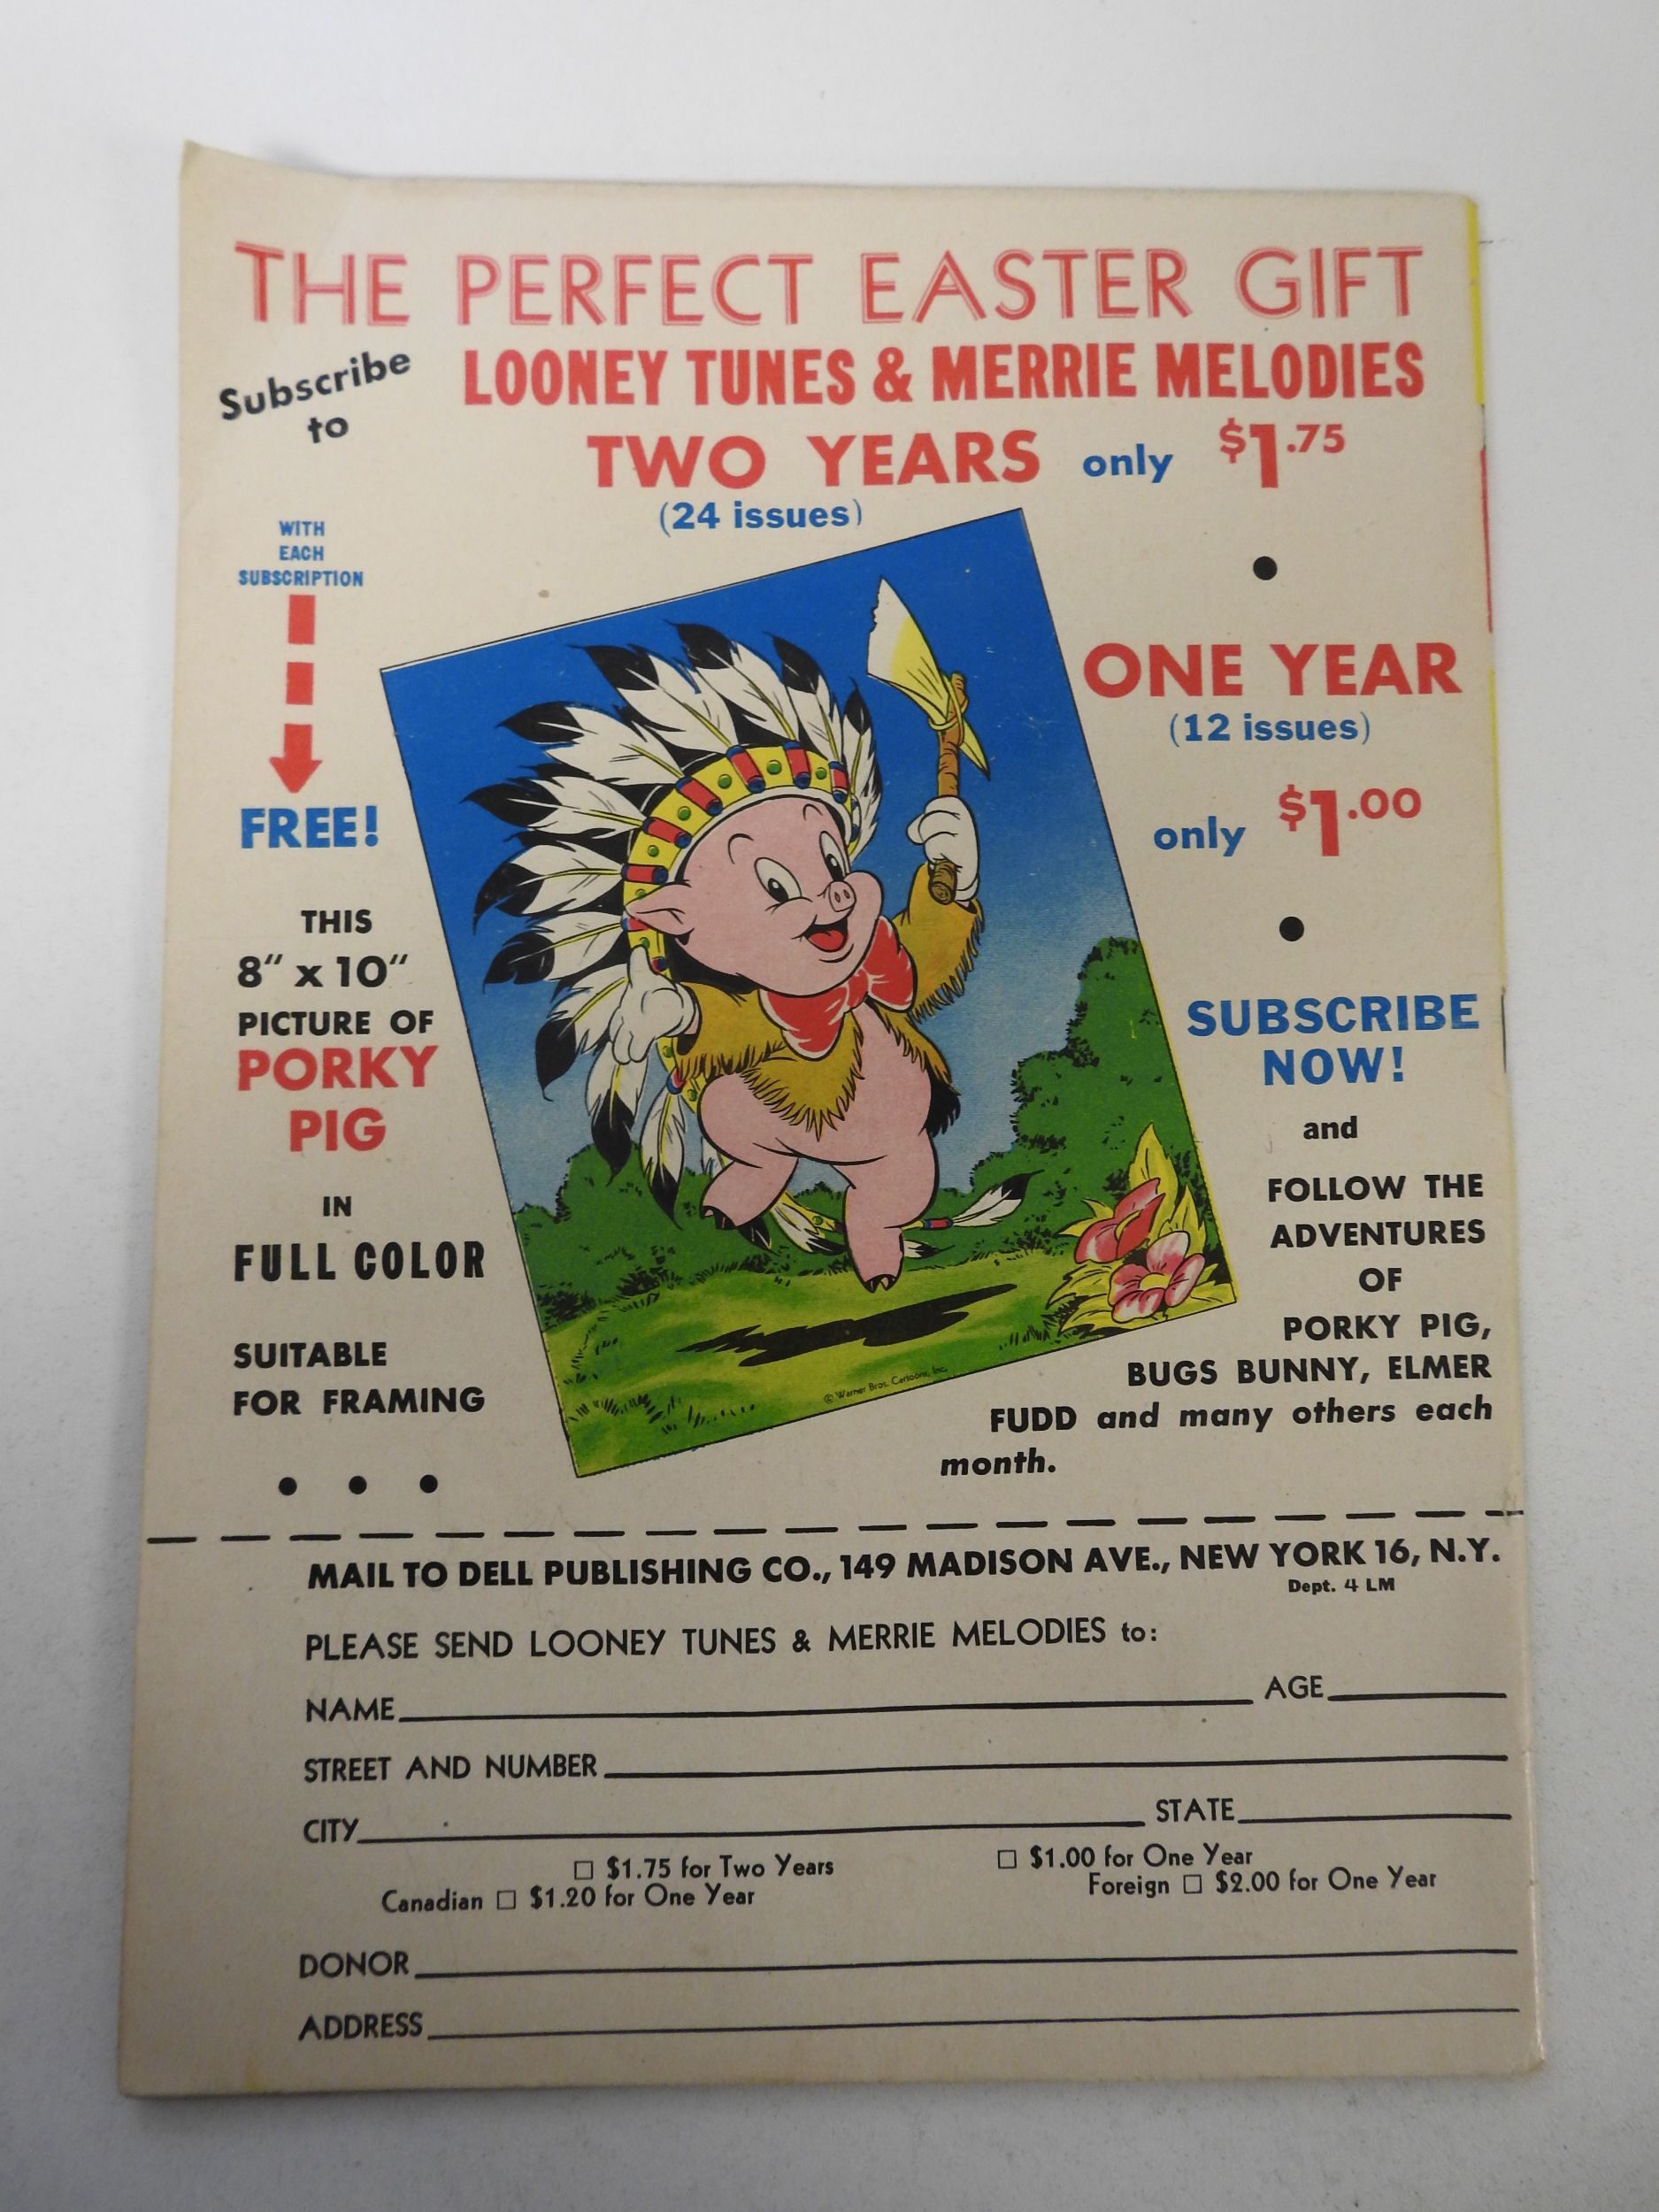 THE PERFECT EASTER GIFT
Subscribe
to
LOONEY TUNES & MERRIE MELODIES
TWO YEARS only $1.75
(24 issues)
WITH
EACH
SUBSCRIPTION
FREE!
THIS
8" x 10"
PICTURE OF
PORKY
PIG
IN
FULL COLOR
SUITABLE
FOR FRAMING
ONE YEAR
(12 issues)
only $1.00
SUBSCRIBE
NOW!
and
FOLLOW THE
ADVENTURES
OF
PORKY PIG,
BUGS BUNNY, ELMER
FUDD and many others each
month.
© Warner Bros. Cartoons, Inc.
MAIL TO DELL PUBLISHING CO., 149 MADISON AVE., NEW YORK 16, N.Y.
Dept. 4 LM
PLEASE SEND LOONEY TUNES & MERRIE MELODIES to:
NAME AGE
STREET AND NUMBER
CITY STATE
□ $1.75 for Two Years □ $1.00 for One Year
Canadian □ $1.20 for One Year Foreign □ $2.00 for One Year
DONOR
ADDRESS